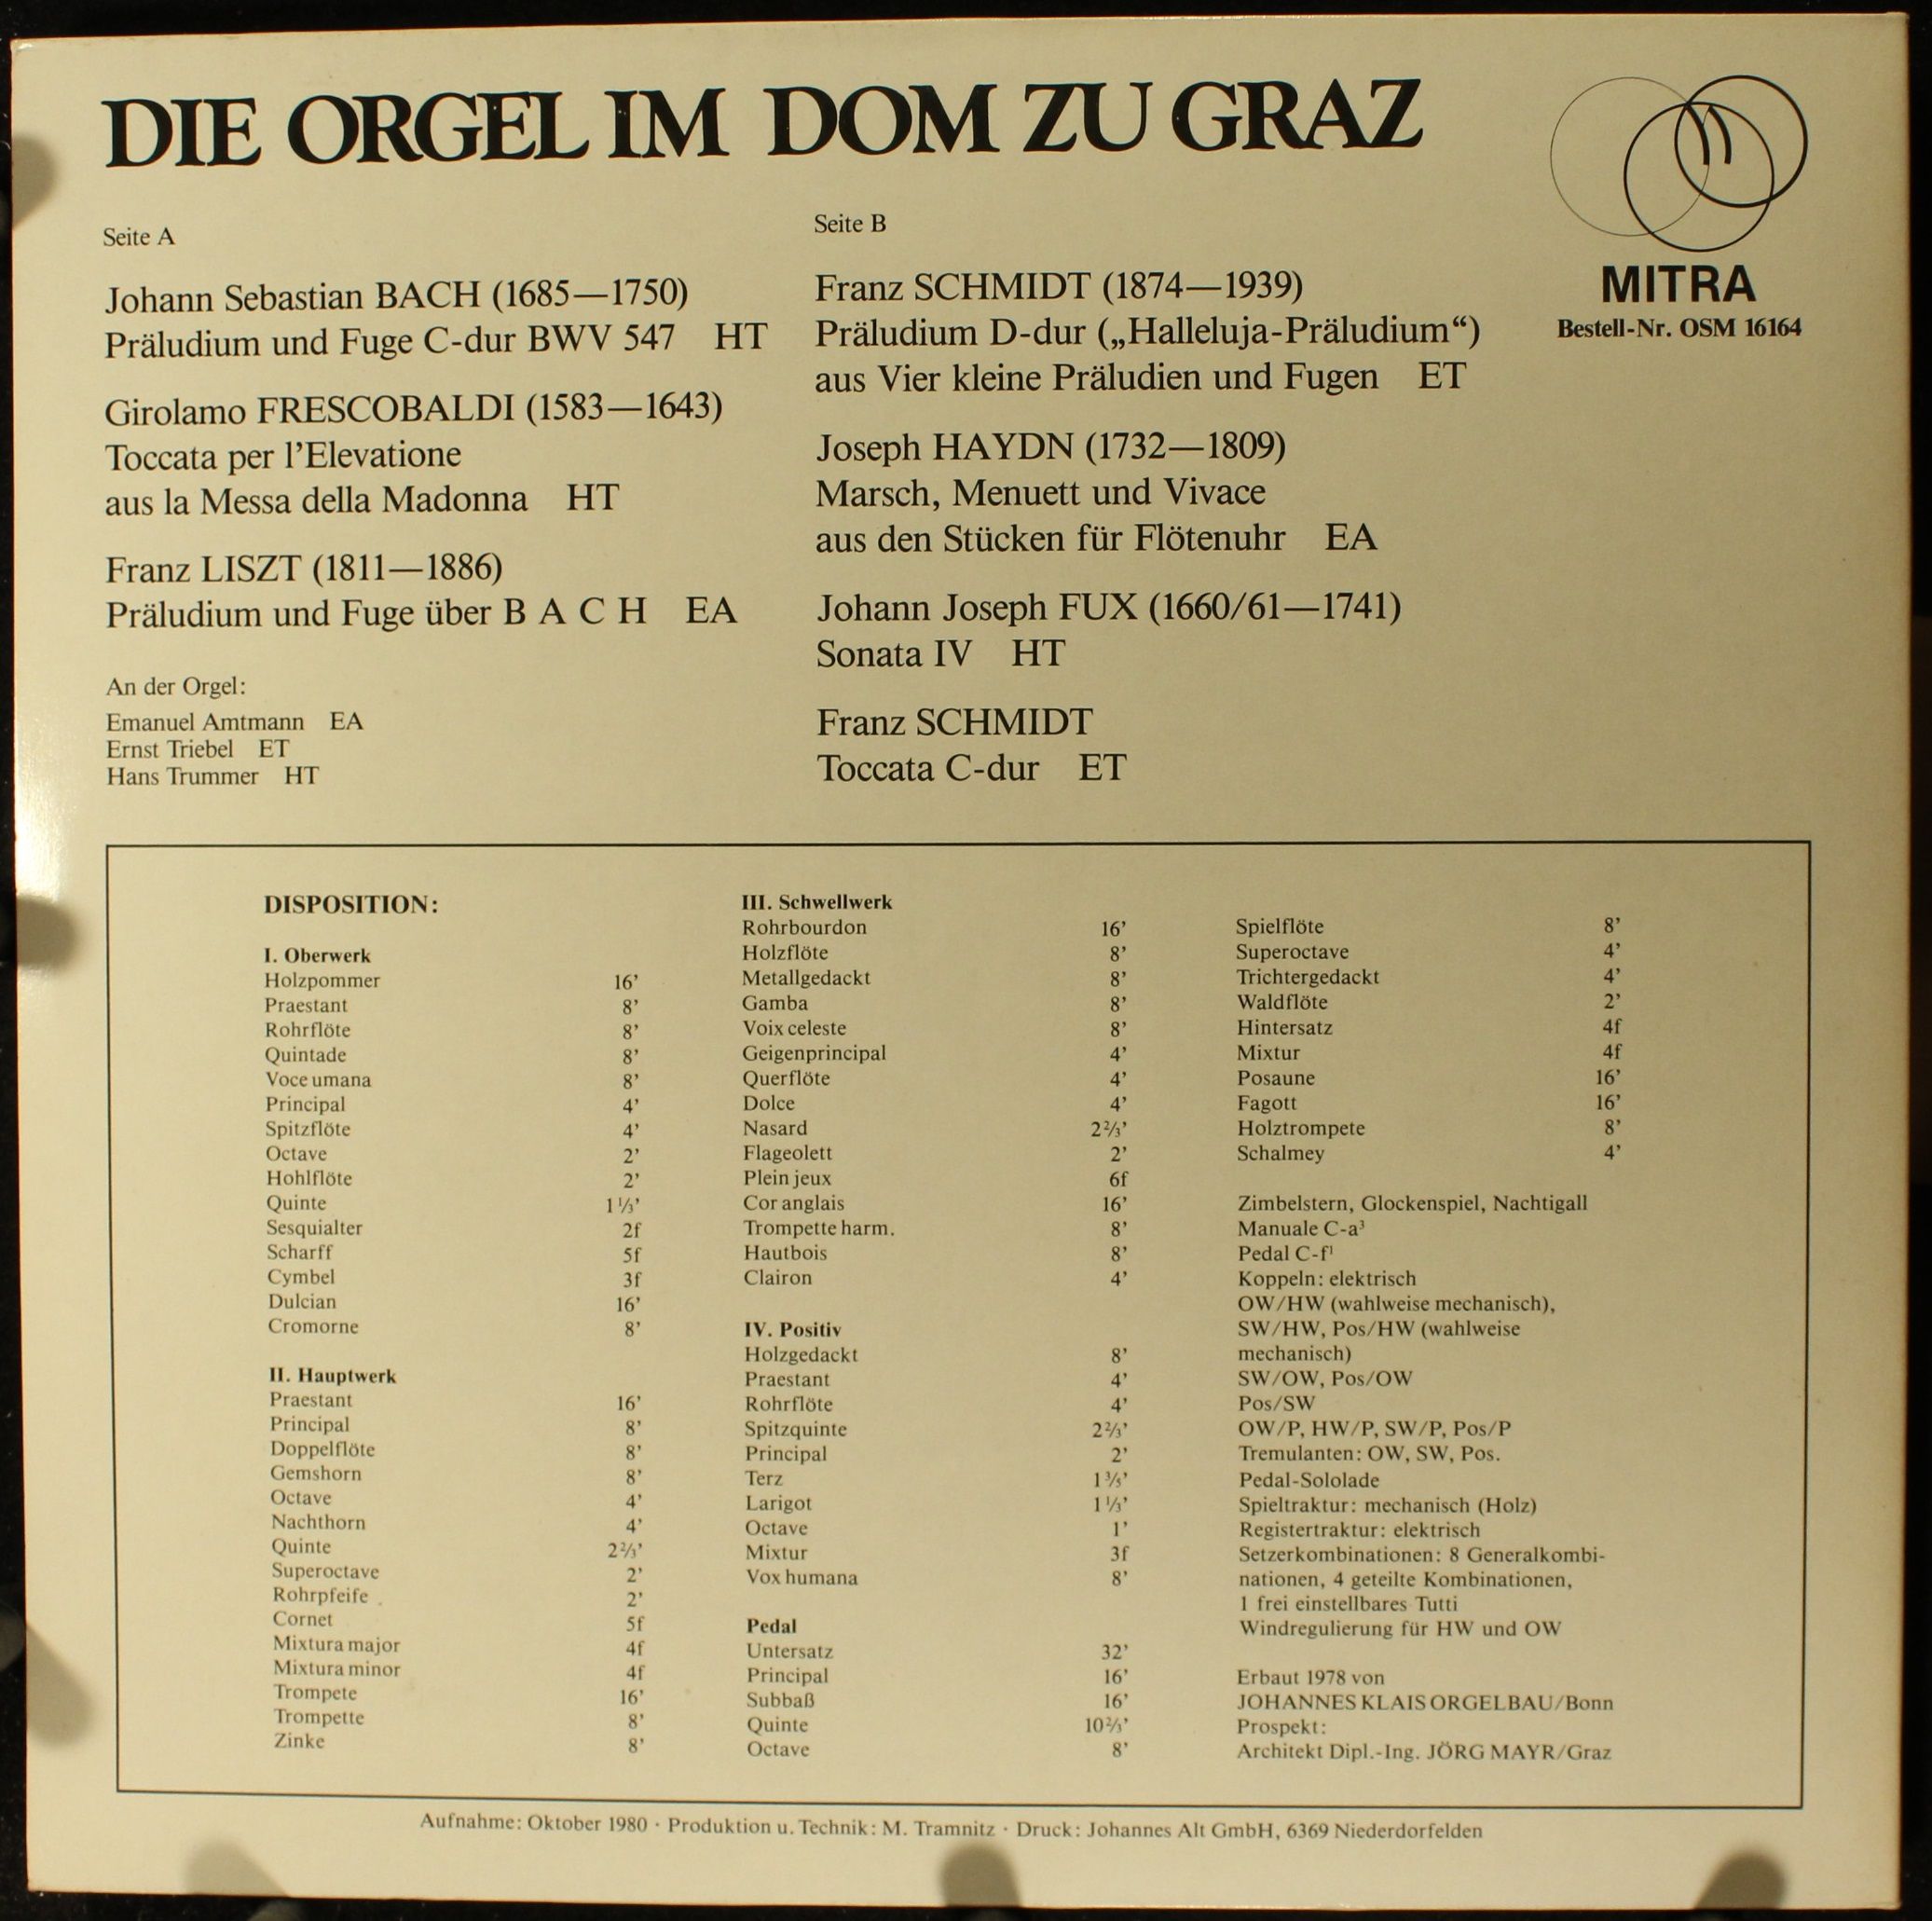 DIE ORGEL IM DOM ZU GRAZ
MITRA
Bestell-Nr. OSM 16164
Seite A
Johann Sebastian BACH (1685—1750)
Präludium und Fuge C-dur BWV 547 HT
Girolamo FRESCOBALDI (1583—1643)
Toccata per l’Elevatione
aus la Messa della Madonna HT
Franz LISZT (1811—1886)
Präludium und Fuge über B A C H EA
An der Orgel:
Emanuel Amtmann EA
Ernst Triebel ET
Hans Trummer HT
Seite B
Franz SCHMIDT (1874—1939)
Präludium D-dur („Halleluja-Präludium“)
aus Vier kleine Präludien und Fugen ET
Joseph HAYDN (1732—1809)
Marsch, Menuett und Vivace
aus den Stücken für Flötenuhr EA
Johann Joseph FUX (1660/61—1741)
Sonata IV HT
Franz SCHMIDT
Toccata C-dur ET
DISPOSITION:
I. Oberwerk
Holzpommer 16’
Praestant 8’
Rohrflöte 8’
Quintade 8’
Voce umana 8’
Principal 4’
Spitzflöte 4’
Octave 2’
Hohlflöte 2’
Quinte 1⅓’
Sesquialter 2f
Scharff 5f
Cymbel 3f
Dulcian 16’
Cromorne 8’
II. Hauptwerk
Praestant 16’
Principal 8’
Doppelflöte 8’
Gemshorn 8’
Octave 4’
Nachthorn 4’
Quinte 2⅔’
Superoctave 2’
Rohrpfeife 2’
Cornet 5f
Mixtura major 4f
Mixtura minor 4f
Trompete 16’
Trompette 8’
Zinke 8’
III. Schwellwerk
Rohrbourdon 16’
Holzflöte 8’
Metallgedackt 8’
Gamba 8’
Voix celeste 8’
Geigenprincipal 4’
Querflöte 4’
Dolce 4’
Nasard 2⅔’
Flageolett 2’
Plein jeux 6f
Cor anglais 16’
Trompette harm. 8’
Hautbois 8’
Clairon 4’
IV. Positiv
Holzgedackt 8’
Praestant 4’
Rohrflöte 4’
Spitzquinte 2⅔’
Principal 2’
Terz 1⅗’
Larigot 1⅓’
Octave 1’
Mixtur 3f
Vox humana 8’
Pedal
Untersatz 32’
Principal 16’
Subbaß 16’
Quinte 10⅔’
Octave 8’
Spielflöte 8’
Superoctave 4’
Trichtergedackt 4’
Waldflöte 2’
Hintersatz 4f
Mixtur 4f
Posaune 16’
Fagott 16’
Holztrompete 8’
Schalmey 4’
Zimbelstern, Glockenspiel, Nachtigall
Manuale C-a³
Pedal C-f¹
Koppeln: elektrisch
OW/HW (wahlweise mechanisch),
SW/HW, Pos/HW (wahlweise
mechanisch)
SW/OW, Pos/OW
Pos/SW
OW/P, HW/P, SW/P, Pos/P
Tremulanten: OW, SW, Pos.
Pedal-Sololade
Spieltraktur: mechanisch (Holz)
Registertraktur: elektrisch
Setzerkombinationen: 8 Generalkombi-
nationen, 4 geteilte Kombinationen,
1 frei einstellbares Tutti
Windregulierung für HW und OW
Erbaut 1978 von
JOHANNES KLAIS ORGELBAU/Bonn
Prospekt:
Architekt Dipl.-Ing. JÖRG MAYR/Graz
Aufnahme: Oktober 1980 · Produktion u. Technik: M. Tramnitz · Druck: Johannes Alt GmbH, 6369 Niederdorfelden